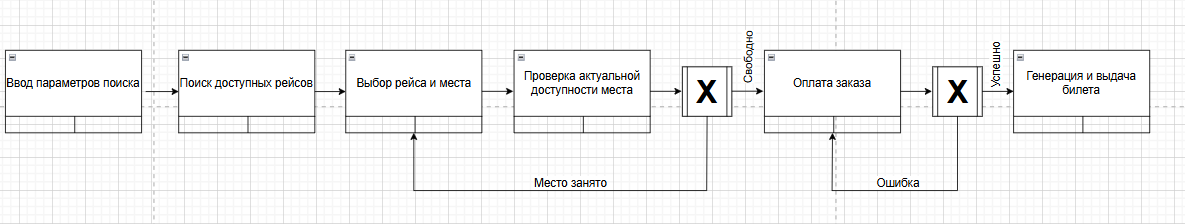 Ввод параметров поиска
Поиск доступных рейсов
Выбор рейса и места
Проверка актуальной
доступности места
X
Свободно
Оплата заказа
X
Успешно
Генерация и выдача
билета
Место занято
Ошибка